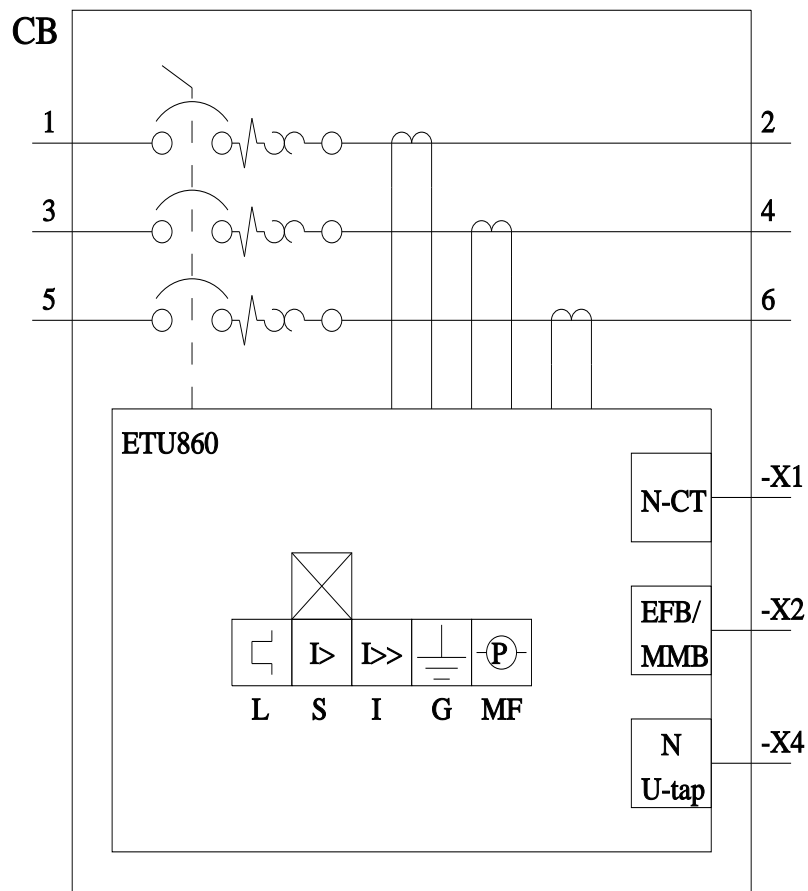 CB
1
2
3
4
5
6
ETU860
N-CT
-X1
EFB/
MMB
-X2
I>
I>>
P
L
S
I
G
MF
N
U-tap
-X4